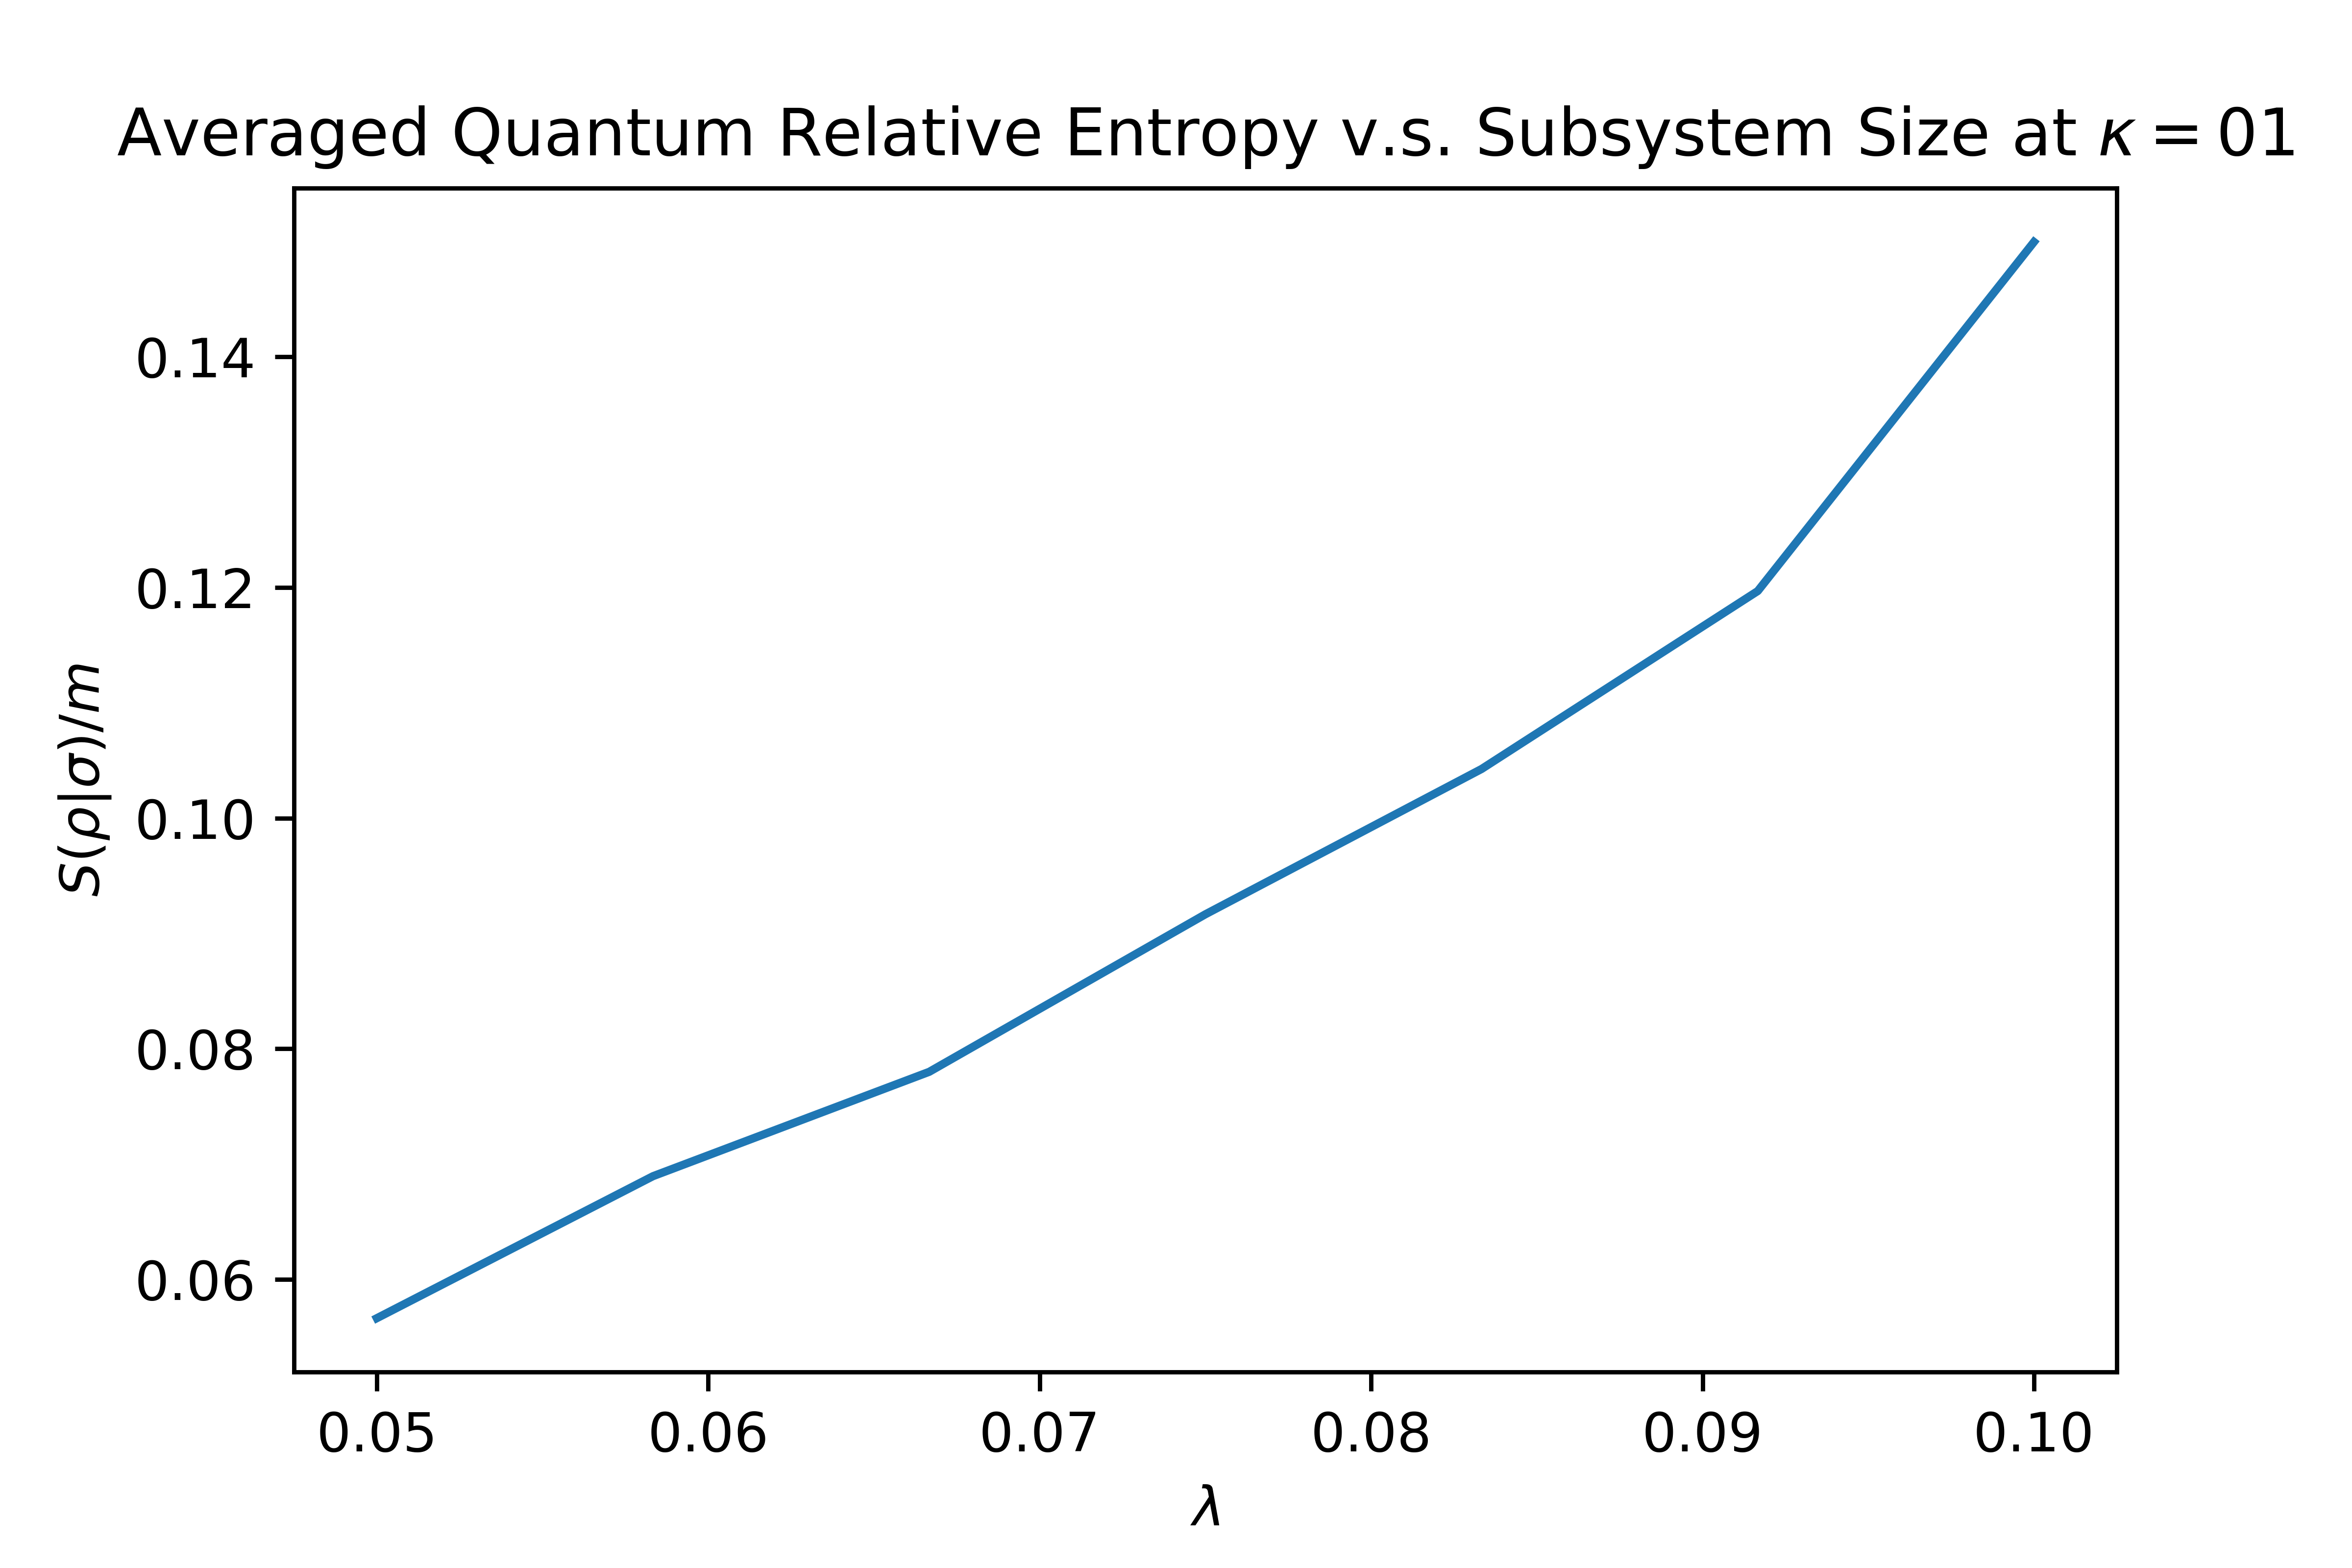 Averaged Quantum Relative Entropy v.s. Subsystem Size at κ = 01
S(ρ|σ)/m
0.14
0.12
0.10
0.08
0.06
0.05 0.06 0.07 0.08 0.09 0.10
λ